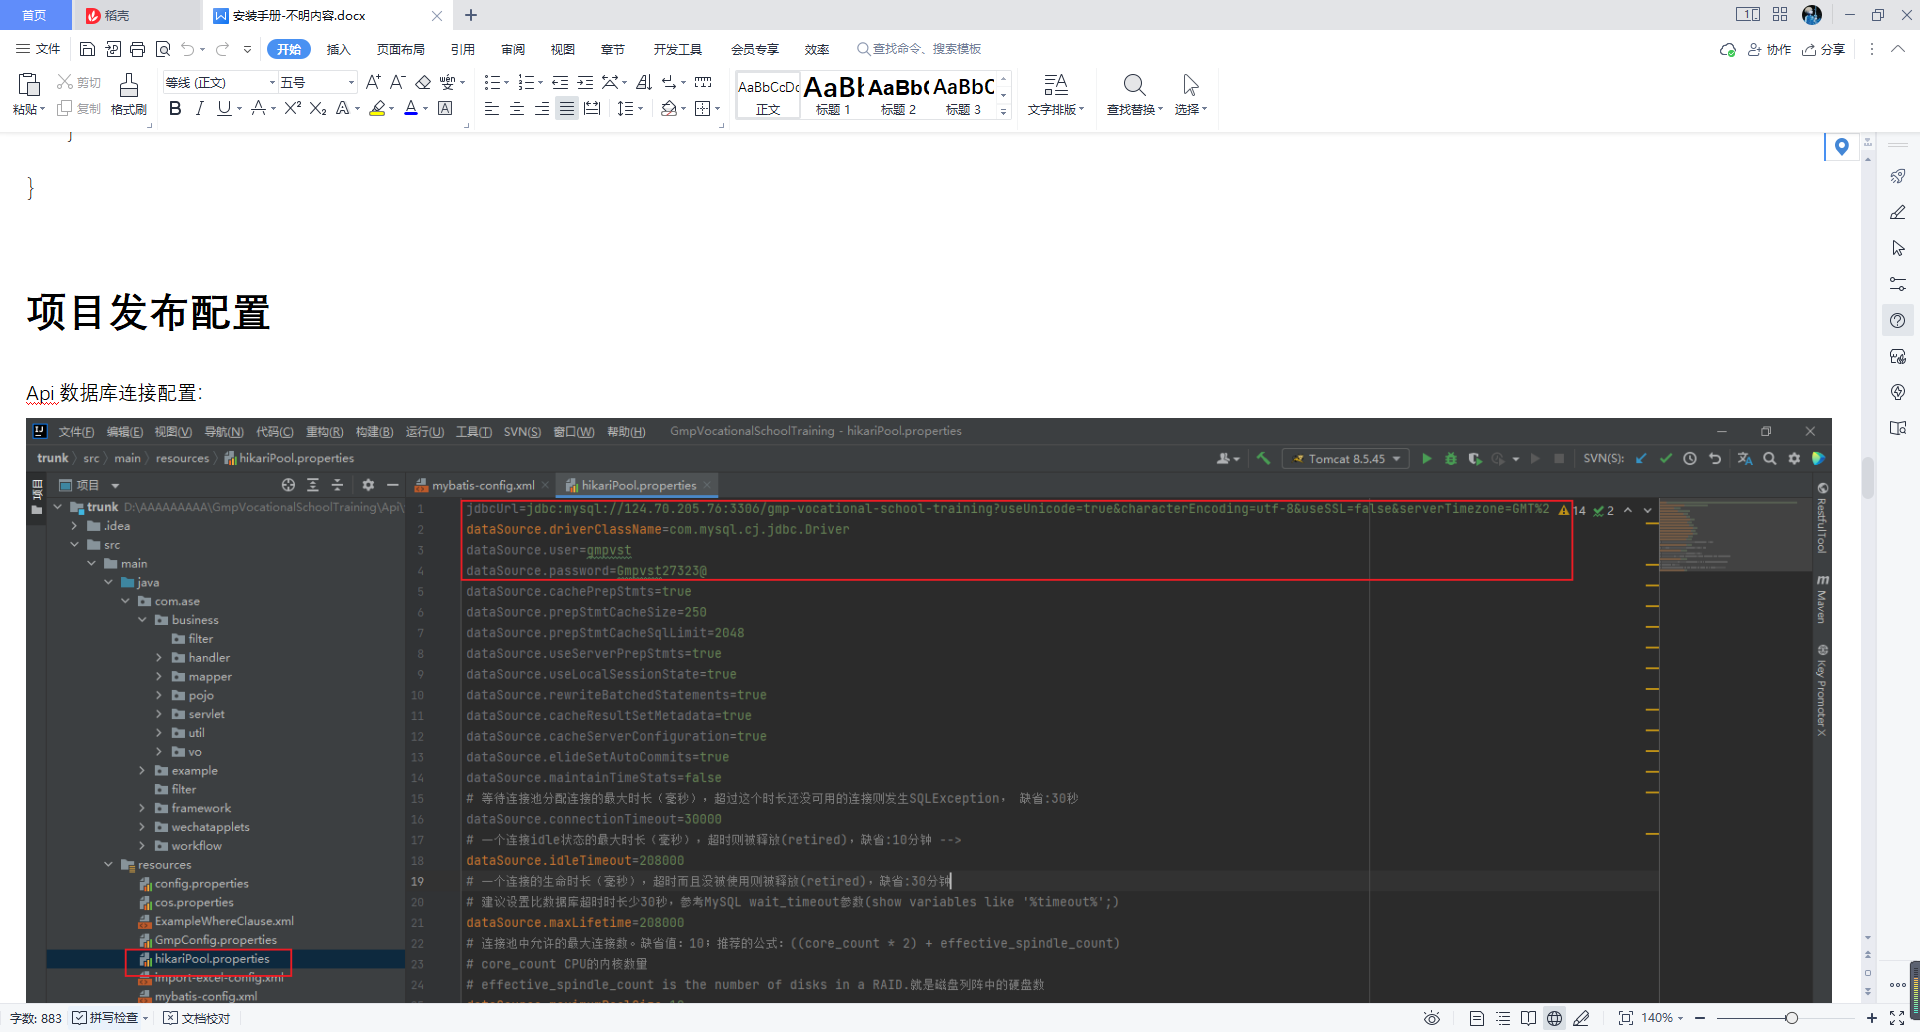 首页
稻壳
安装手册-不明内容.docx
文件
开始
插入
页面布局
引用
审阅
视图
章节
开发工具
会员专享
效率
查找命令、搜索模板
协作
分享
粘贴
剪切
复制
格式刷
等线 (正文)
五号
AaBbCcDc
正文
AaBb
标题 1
AaBb(
标题 2
AaBbC
标题 3
文字排版
查找替换
选择
}
}
项目发布配置
Api 数据库连接配置:
文件(F) 编辑(E) 视图(V) 导航(N) 代码(C) 重构(R) 构建(B) 运行(U) 工具(T) SVN(S) 窗口(W) 帮助(H) GmpVocationalSchoolTraining - hikariPool.properties
trunk src main resources hikariPool.properties
Tomcat 8.5.45
SVN(S):
项目
项目
mybatis-config.xml
hikariPool.properties
trunk D:\AAAAAAAAA\GmpVocationalSchoolTraining\Api\
.idea
src
main
java
com.ase
business
filter
handler
mapper
pojo
servlet
util
vo
example
filter
framework
wechatapplets
workflow
resources
config.properties
cos.properties
ExampleWhereClause.xml
GmpConfig.properties
hikariPool.properties
import-excel-config.xml
mybatis-config.xml
1 jdbcUrl=jdbc:mysql://124.70.205.76:3306/gmp-vocational-school-training?useUnicode=true&characterEncoding=utf-8&useSSL=false&serverTimezone=GMT%2
14 2
2 dataSource.driverClassName=com.mysql.cj.jdbc.Driver
3 dataSource.user=gmpvst
4 dataSource.password=Gmpvst27323@
5 dataSource.cachePrepStmts=true
6 dataSource.prepStmtCacheSize=250
7 dataSource.prepStmtCacheSqlLimit=2048
8 dataSource.useServerPrepStmts=true
9 dataSource.useLocalSessionState=true
10 dataSource.rewriteBatchedStatements=true
11 dataSource.cacheResultSetMetadata=true
12 dataSource.cacheServerConfiguration=true
13 dataSource.elideSetAutoCommits=true
14 dataSource.maintainTimeStats=false
15 # 等待连接池分配连接的最大时长（毫秒），超过这个时长还没可用的连接则发生SQLException， 缺省:30秒
16 dataSource.connectionTimeout=30000
17 # 一个连接idle状态的最大时长（毫秒），超时则被释放(retired)，缺省:10分钟 -->
18 dataSource.idleTimeout=208000
19 # 一个连接的生命时长（毫秒），超时而且没被使用则被释放(retired)，缺省:30分钟
20 # 建议设置比数据库超时时长少30秒，参考MySQL wait_timeout参数(show variables like '%timeout%';)
21 dataSource.maxLifetime=208000
22 # 连接池中允许的最大连接数。缺省值：10；推荐的公式：((core_count * 2) + effective_spindle_count)
23 # core_count CPU的内核数量
24 # effective_spindle_count is the number of disks in a RAID.就是磁盘列阵中的硬盘数
RestfulTool
Maven
Key Promoter X
字数: 883
拼写检查
文档校对
140%